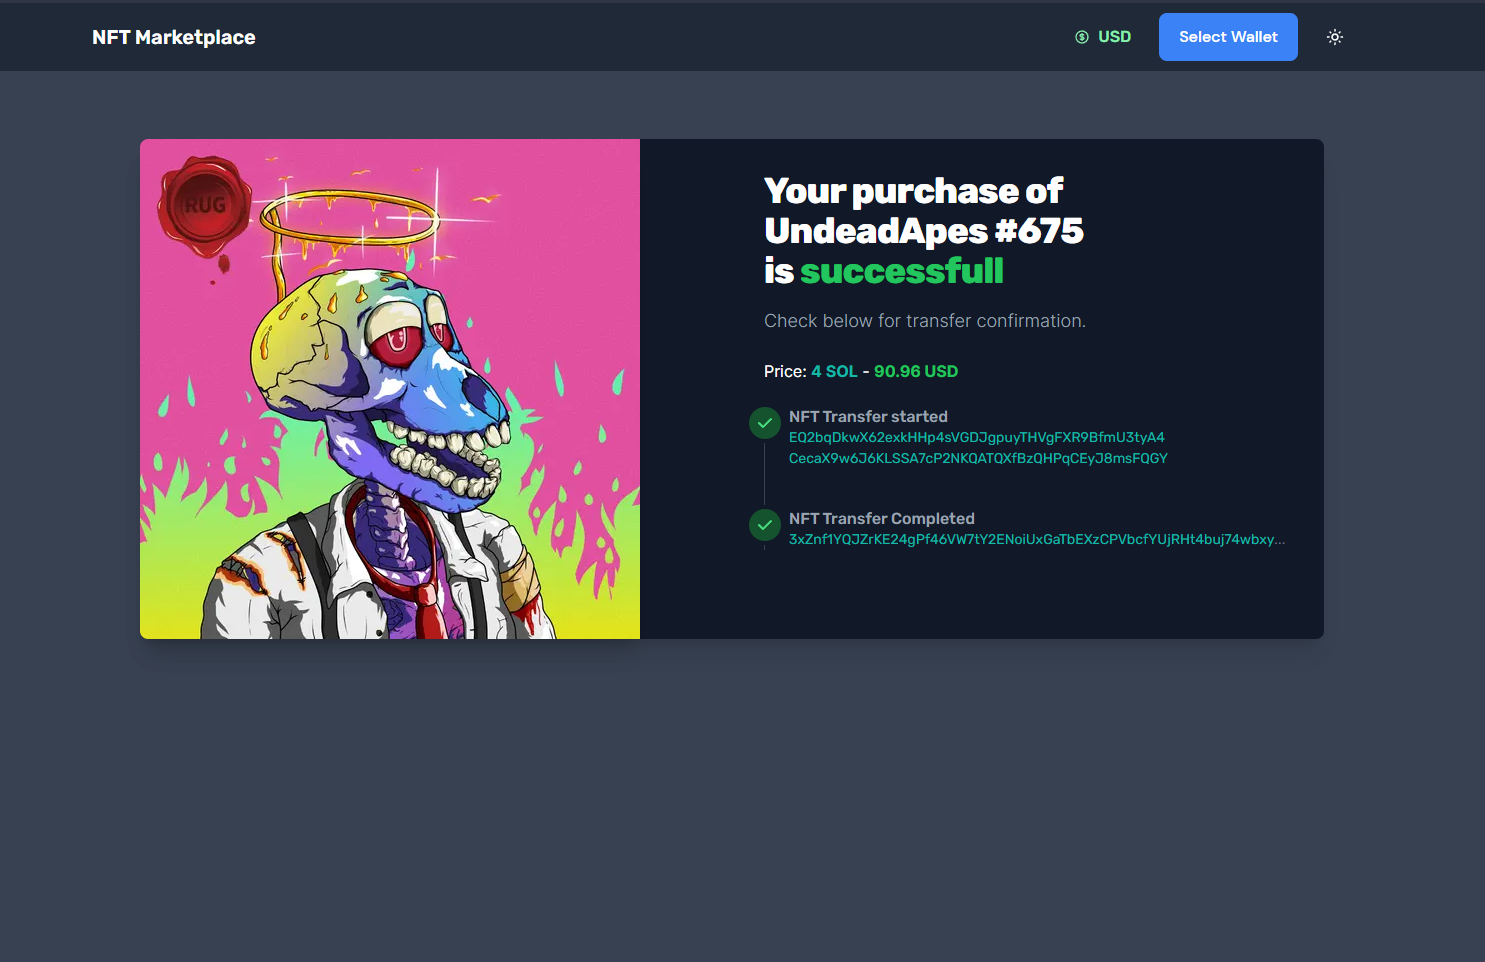 NFT Marketplace
USD
Select Wallet
RUG
Your purchase of
UndeadApes #675
is successfull
Check below for transfer confirmation.
Price: 4 SOL - 90.96 USD
NFT Transfer started
EQ2bqDkwX62exkHHp4sVGDJgpuyTHVgFXR9BfmU3tyA4
CecaX9w6J6KLSSA7cP2NKQATQXfBzQHPqCEyJ8msFQGY
NFT Transfer Completed
3xZnf1YQJZrKE24gPf46VW7tY2ENoiUxGaTbEXzCPVbcfYUjRHt4buj74wbxy...